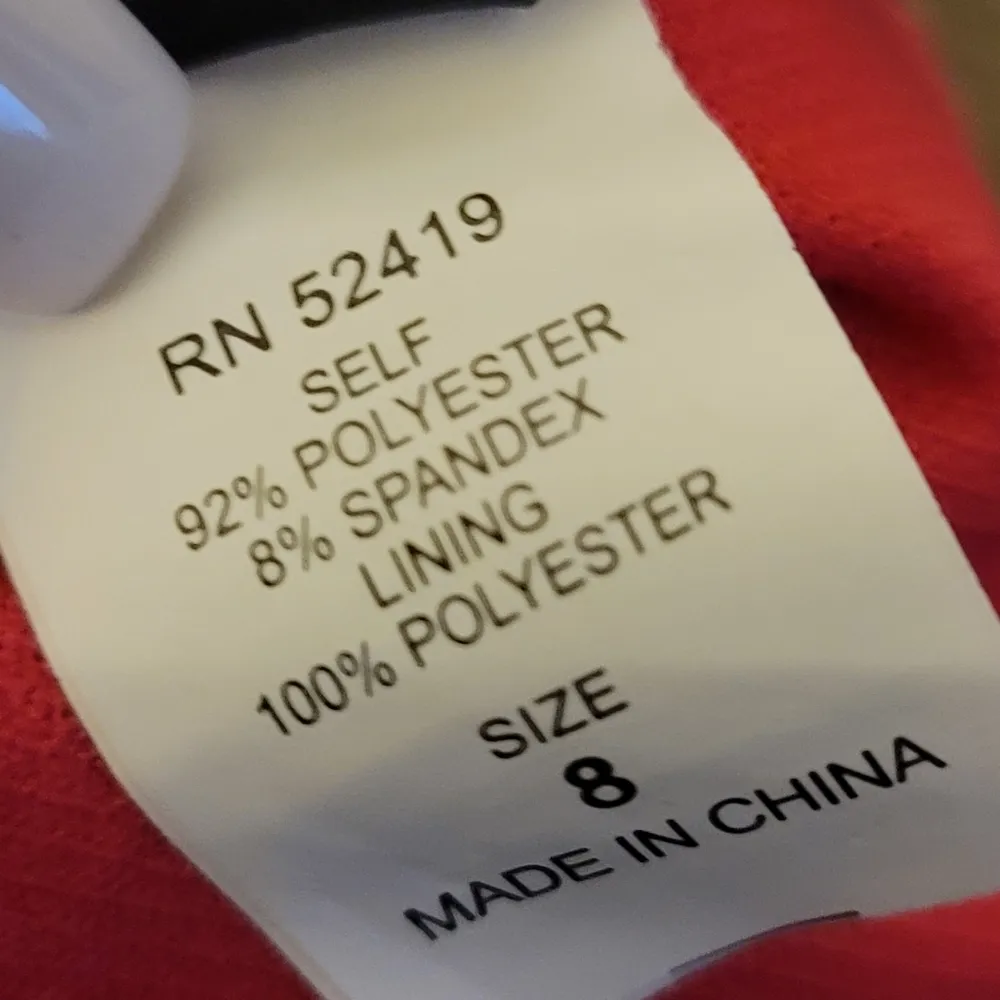 RN 52419
SELF
92% POLYESTER
8% SPANDEX
LINING
100% POLYESTER
SIZE
8
MADE IN CHINA